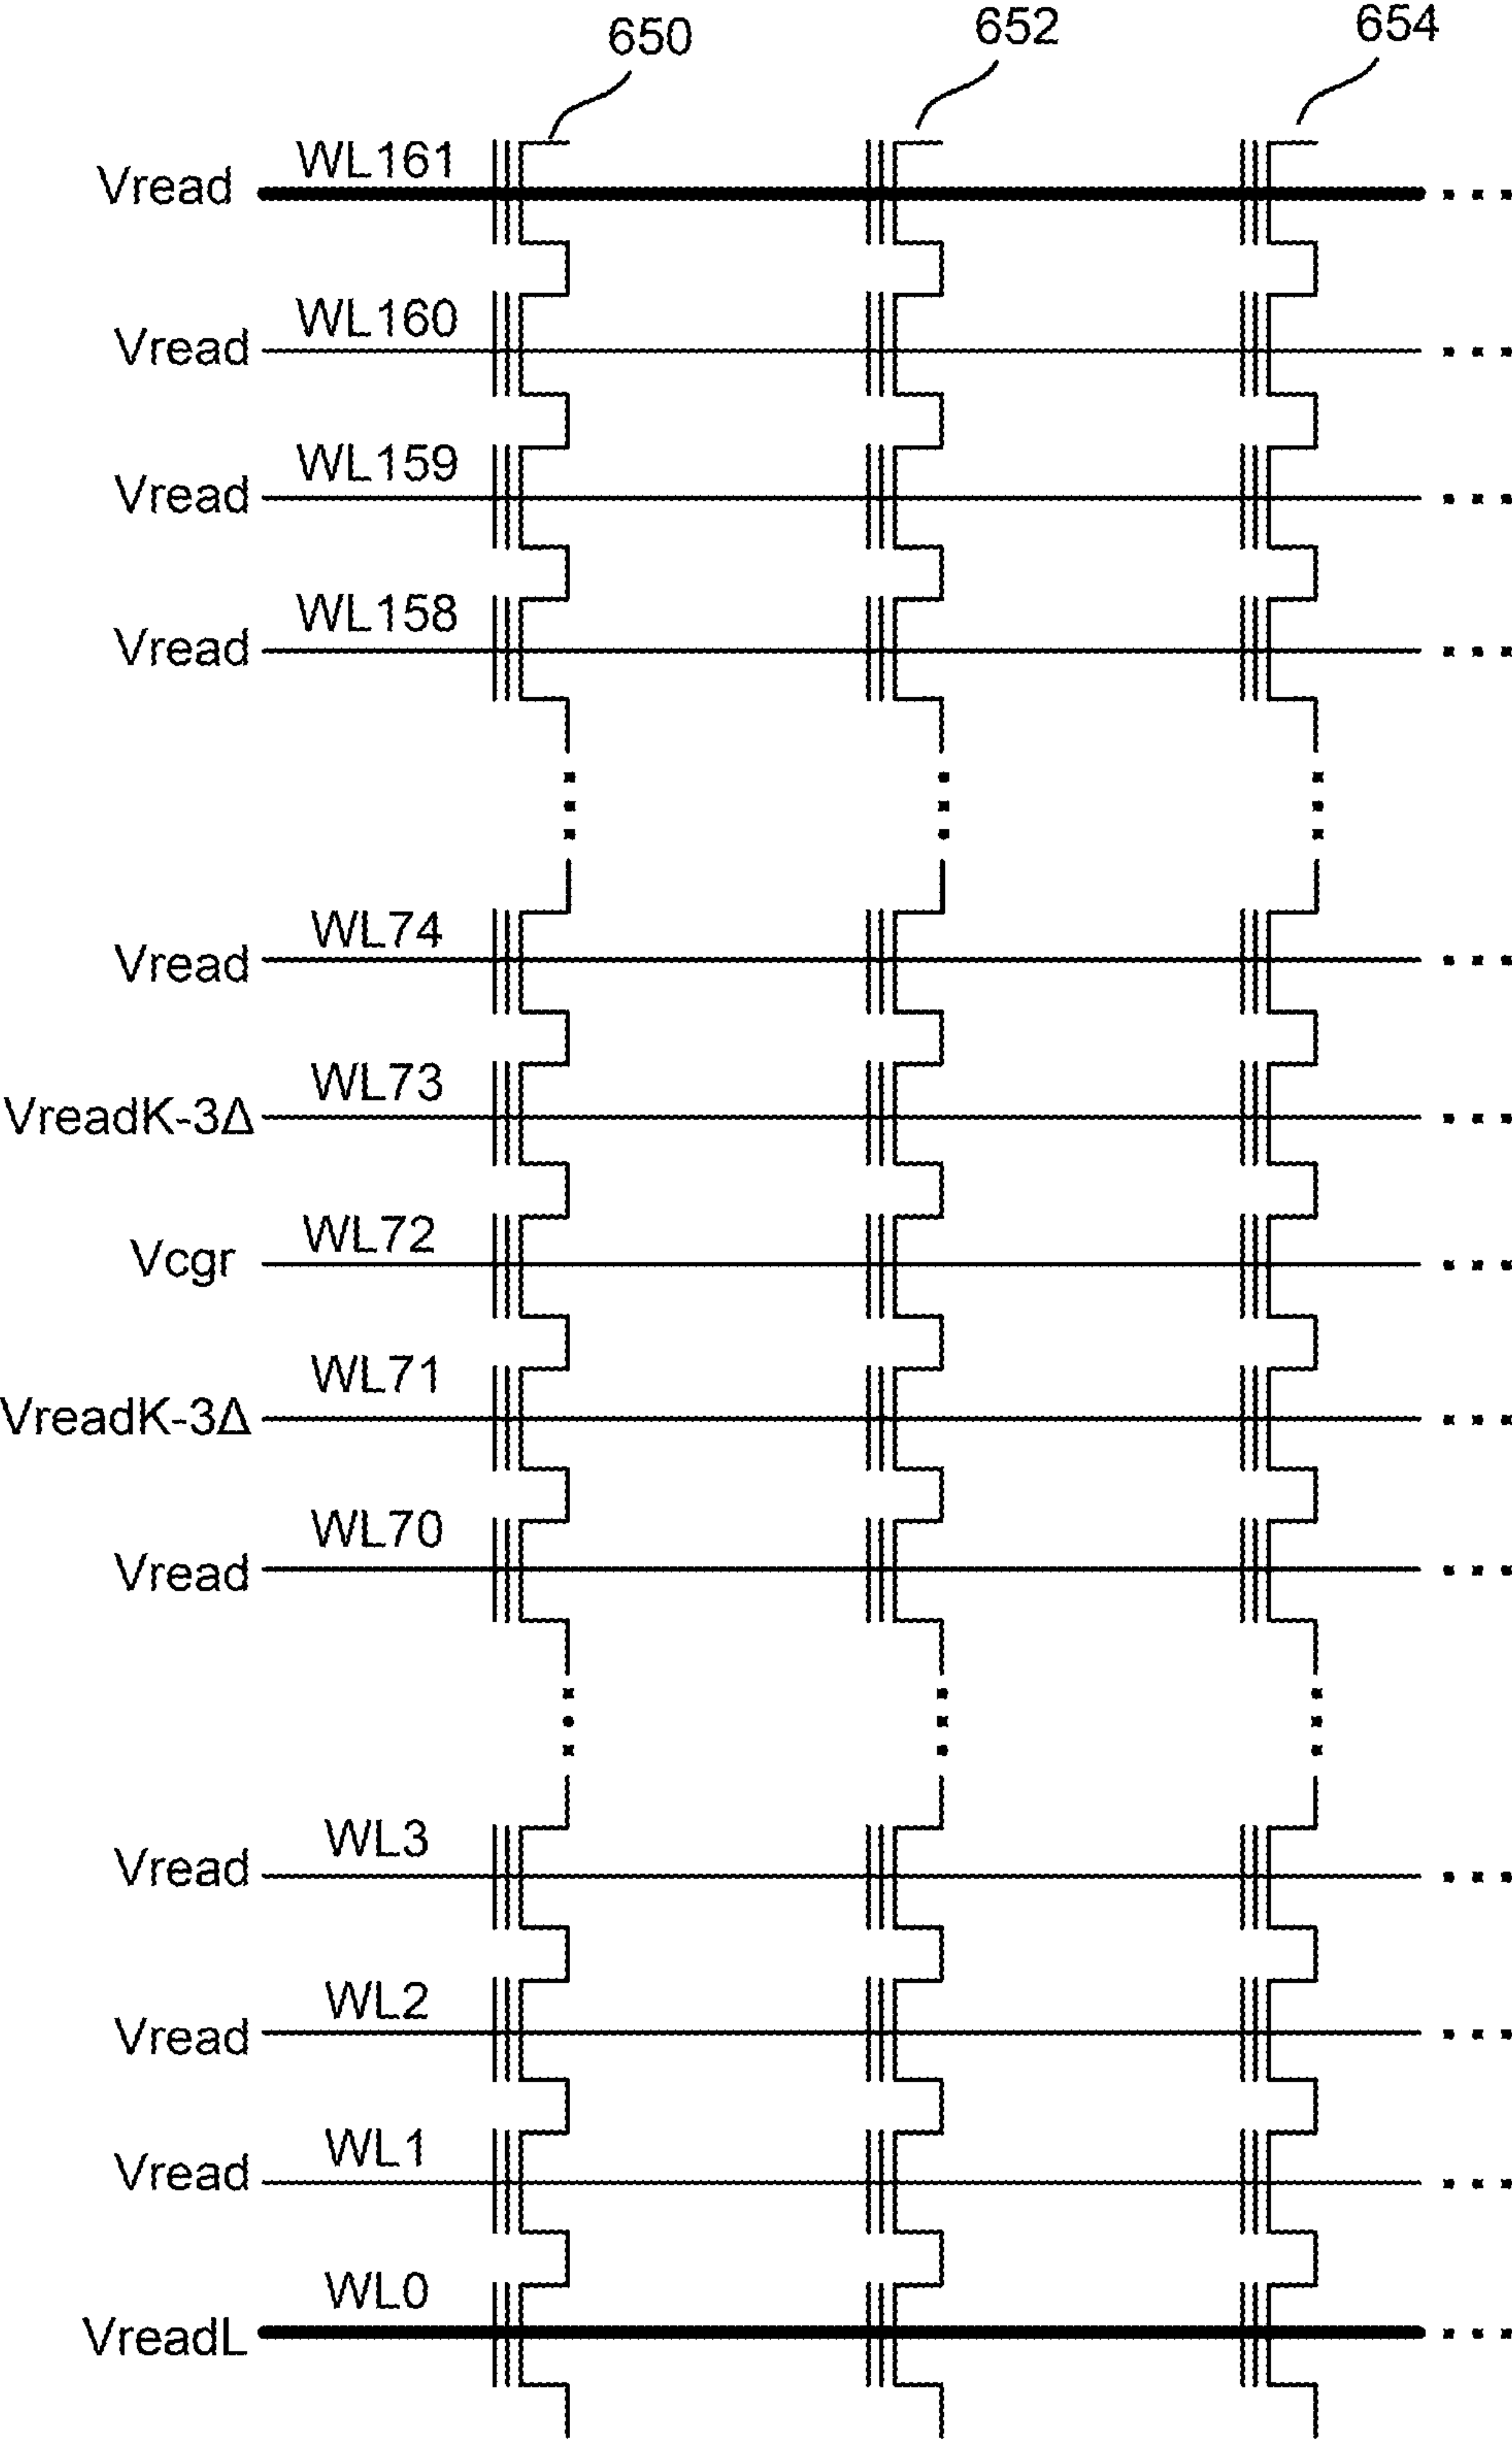 650 652 654
Vread WL161
Vread WL160
Vread WL159
Vread WL158
Vread WL74
VreadK-3Δ WL73
Vcgr WL72
VreadK-3Δ WL71
Vread WL70
Vread WL3
Vread WL2
Vread WL1
VreadL WL0